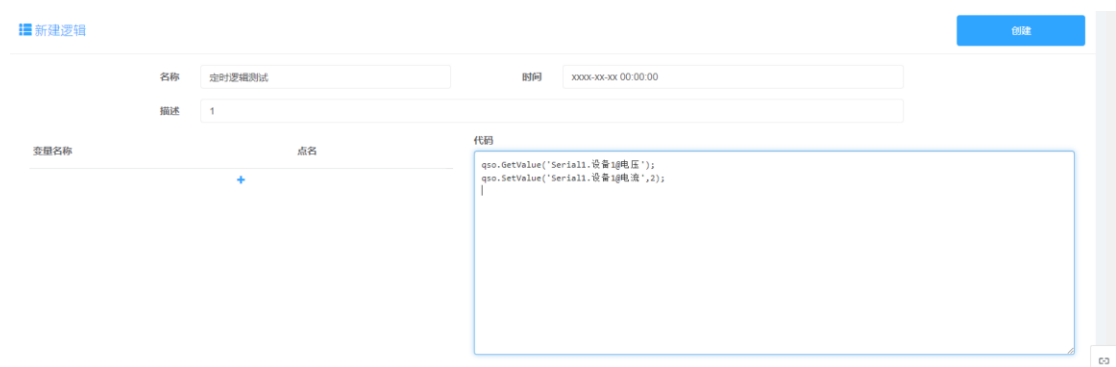 新建逻辑
创建
名称 定时逻辑测试 时间 xxxx-xx-xx 00:00:00
描述 1
变量名称 点名
代码
qso.GetValue('Serial1.设备1@电压');
qso.SetValue('Serial1.设备1@电流',2);